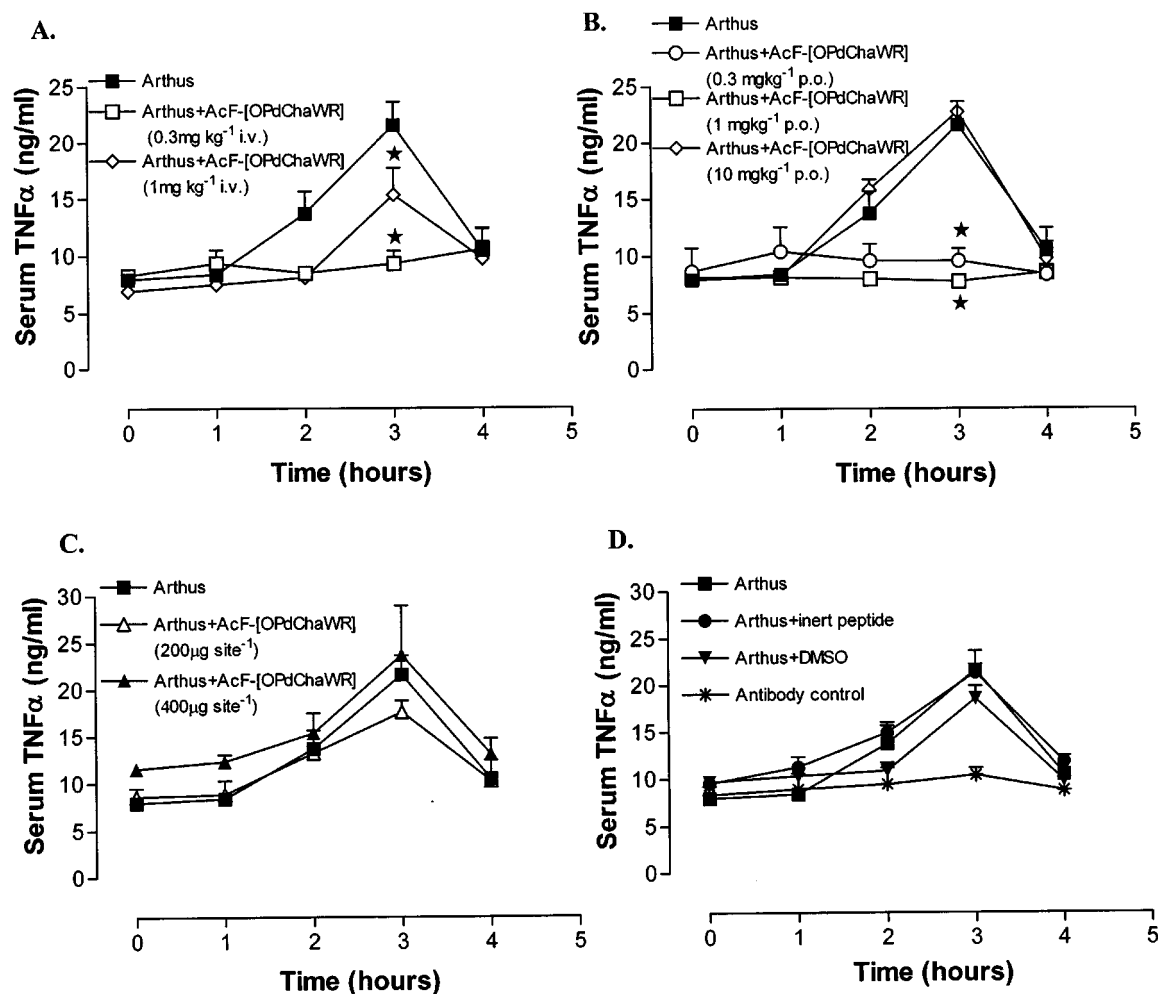 A.
Arthus
Arthus+AcF-[OPdChaWR]
(0.3mg kg⁻¹ i.v.)
Arthus+AcF-[OPdChaWR]
(1mg kg⁻¹ i.v.)
Serum TNFα (ng/ml)
25
20
15
10
5
0
0 1 2 3 4 5
Time (hours)
B.
Arthus
Arthus+AcF-[OPdChaWR]
(0.3 mgkg⁻¹ p.o.)
Arthus+AcF-[OPdChaWR]
(1 mgkg⁻¹ p.o.)
Arthus+AcF-[OPdChaWR]
(10 mgkg⁻¹ p.o.)
Serum TNFα (ng/ml)
25
20
15
10
5
0
0 1 2 3 4 5
Time (hours)
C.
Arthus
Arthus+AcF-[OPdChaWR]
(200µg site⁻¹)
Arthus+AcF-[OPdChaWR]
(400µg site⁻¹)
Serum TNFα (ng/ml)
30
25
20
15
10
5
0
0 1 2 3 4 5
Time (hours)
D.
Arthus
Arthus+inert peptide
Arthus+DMSO
Antibody control
Serum TNFα (ng/ml)
30
25
20
15
10
5
0
0 1 2 3 4 5
Time (hours)